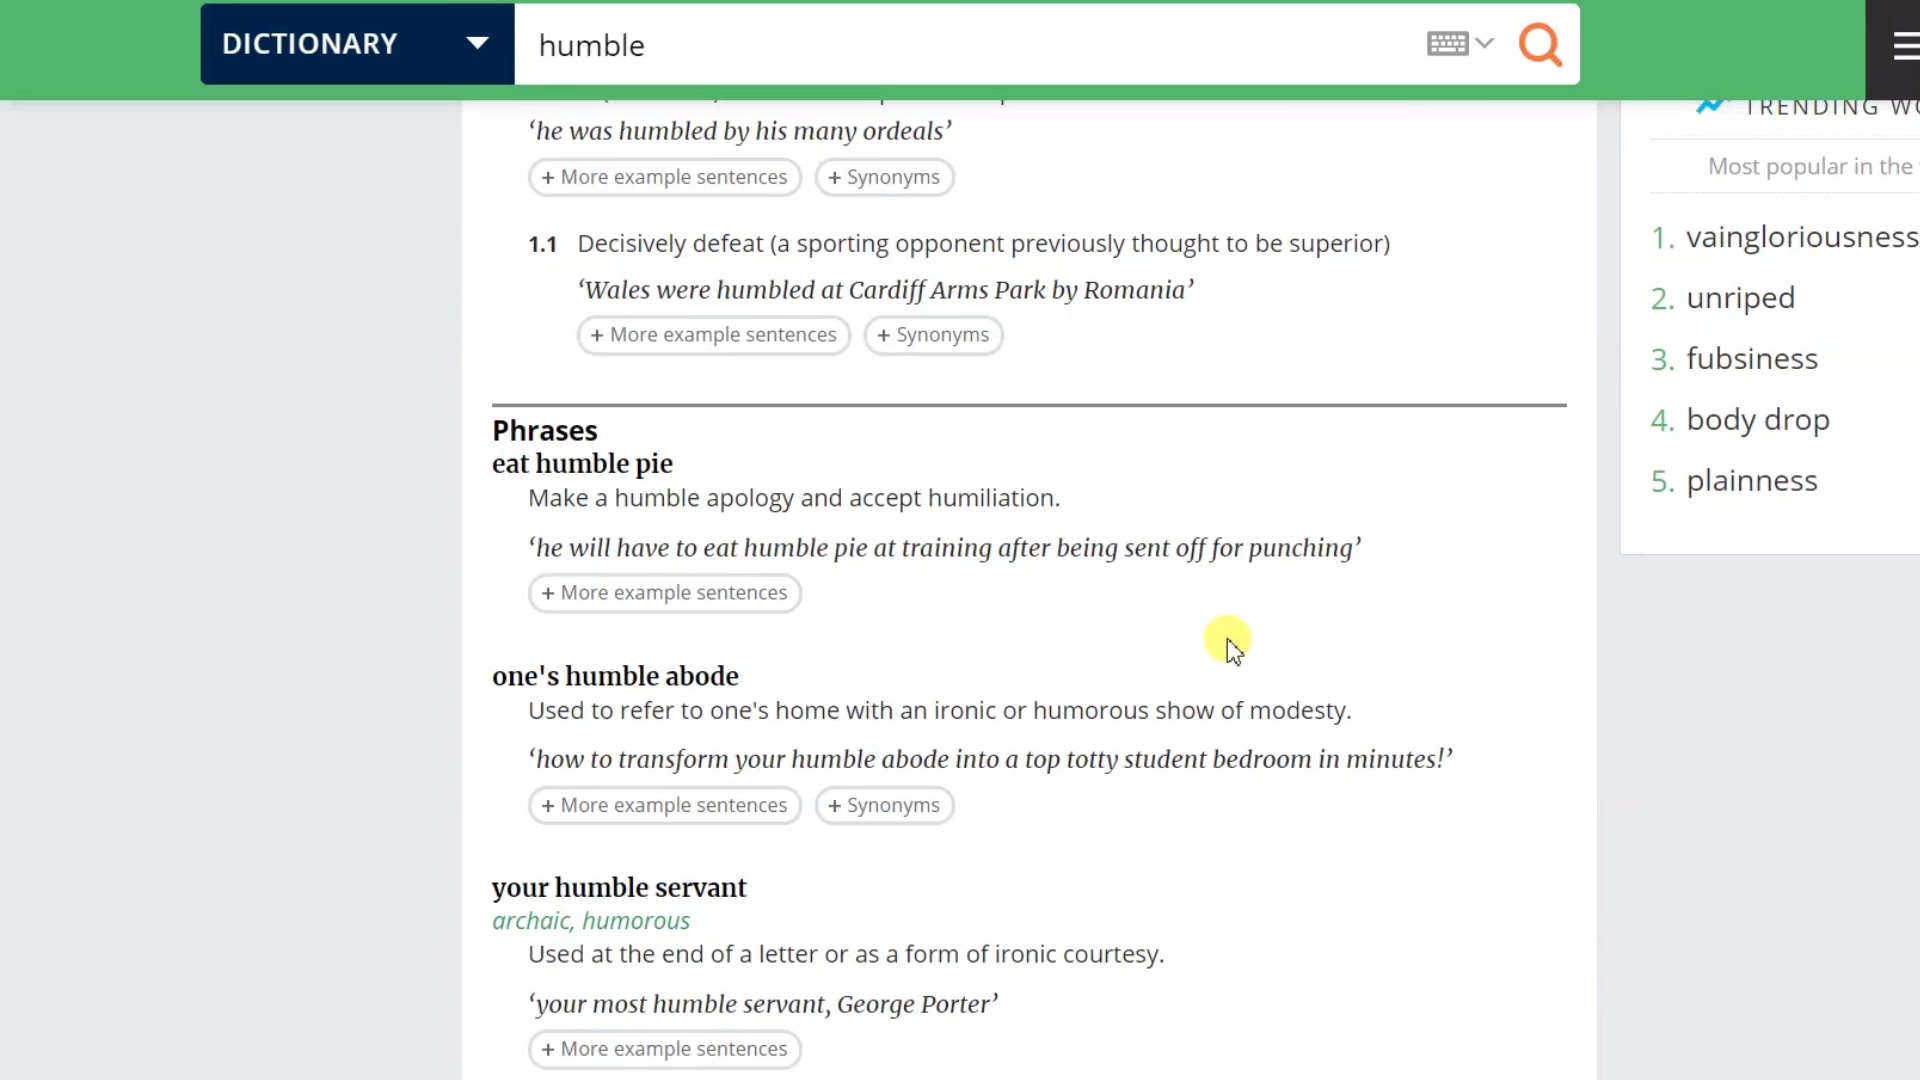 DICTIONARY
humble
‘he was humbled by his many ordeals’
+ More example sentences
+ Synonyms
1.1 Decisively defeat (a sporting opponent previously thought to be superior)
‘Wales were humbled at Cardiff Arms Park by Romania’
+ More example sentences
+ Synonyms
Phrases
eat humble pie
Make a humble apology and accept humiliation.
‘he will have to eat humble pie at training after being sent off for punching’
+ More example sentences
one's humble abode
Used to refer to one's home with an ironic or humorous show of modesty.
‘how to transform your humble abode into a top totty student bedroom in minutes!’
+ More example sentences
+ Synonyms
your humble servant
archaic, humorous
Used at the end of a letter or as a form of ironic courtesy.
‘your most humble servant, George Porter’
+ More example sentences
TRENDING
Most popular in the
1. vaingloriousness
2. unriped
3. fubsiness
4. body drop
5. plainness